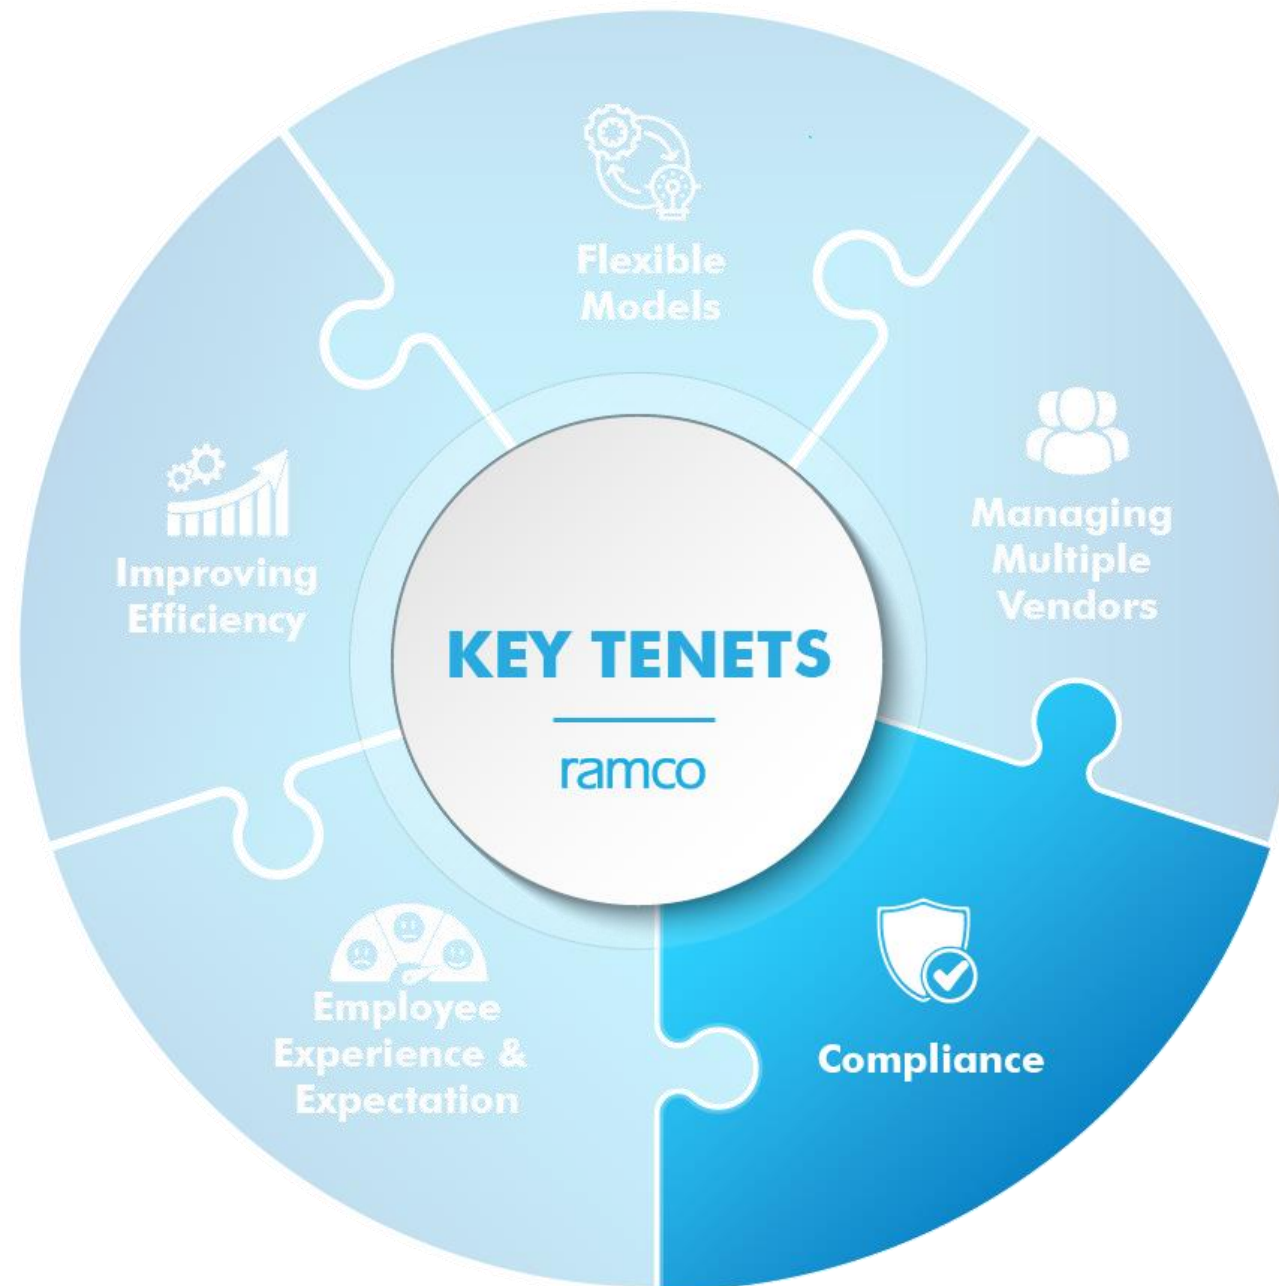 Flexible
Models
Managing
Multiple
Vendors
Improving
Efficiency
KEY TENETS
ramco
Employee
Experience &
Expectation
Compliance